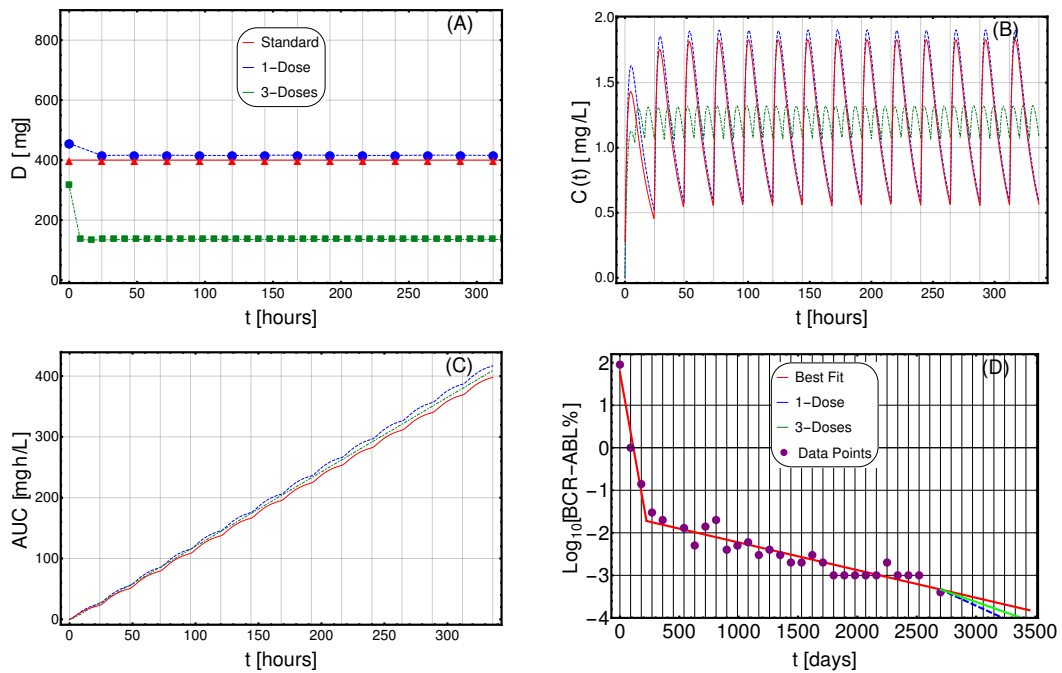 (A)
900
600
400
200
0
D [mg]
Standard
1-Dose
3-Doses
0 50 100 150 200 250 300
t [hours]
(B)
2.0
1.5
1.0
0.5
0.0
C(t) [mg/L]
0 50 100 150 200 250 300
t [hours]
(C)
400
300
200
100
0
AUC [mgh/L]
0 50 100 150 200 250 300
t [hours]
(D)
2
1
0
-1
-2
-3
-4
Log10[BCR-ABL%]
Best Fit
1-Dose
3-Doses
Data Points
0 500 1000 1500 2000 2500 3000 3500
t [days]